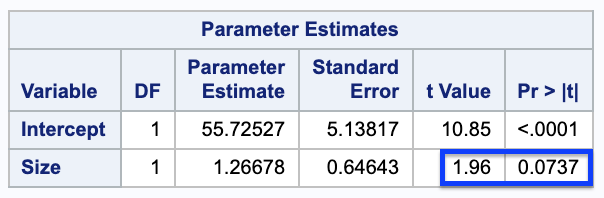 Parameter Estimates
Parameter Standard
Variable DF Estimate Error t Value Pr > |t|
Intercept 1 55.72527 5.13817 10.85 <.0001
Size 1 1.26678 0.64643 1.96 0.0737